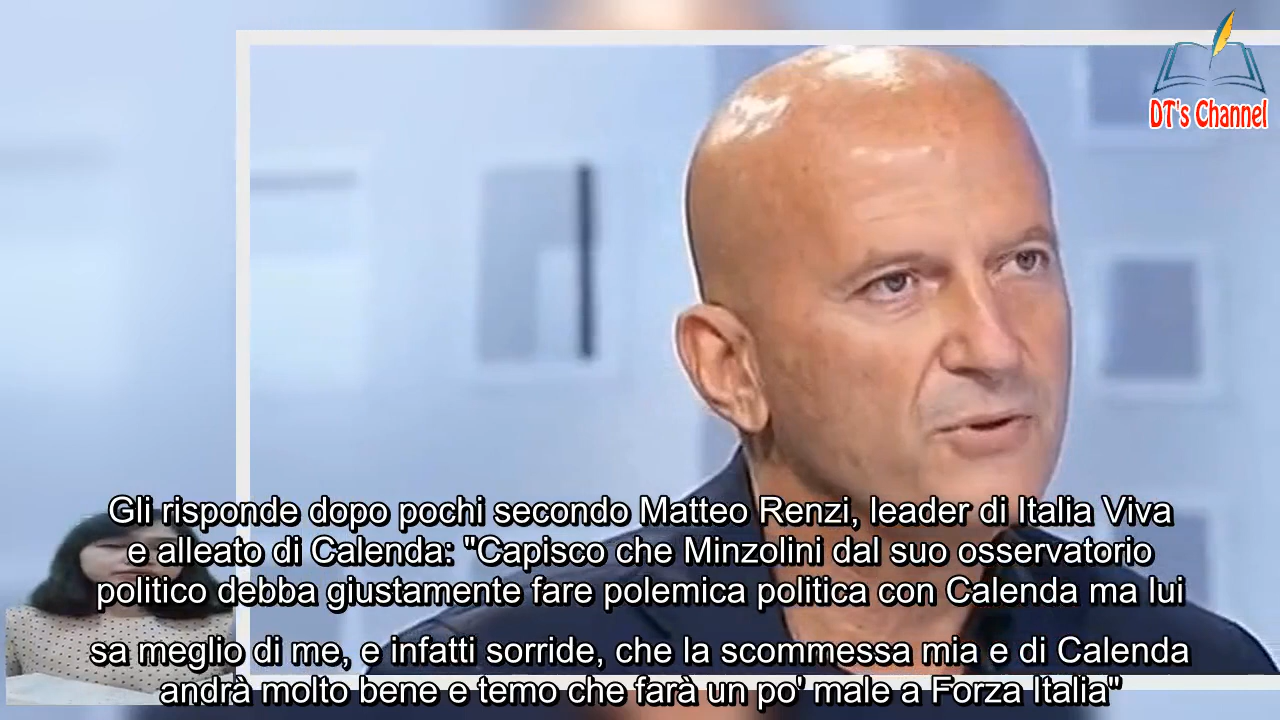 DT's Channel
Gli risponde dopo pochi secondo Matteo Renzi, leader di Italia Viva
e alleato di Calenda: "Capisco che Minzolini dal suo osservatorio
politico debba giustamente fare polemica politica con Calenda ma lui
sa meglio di me, e infatti sorride, che la scommessa mia e di Calenda
andrà molto bene e temo che farà un po' male a Forza Italia"